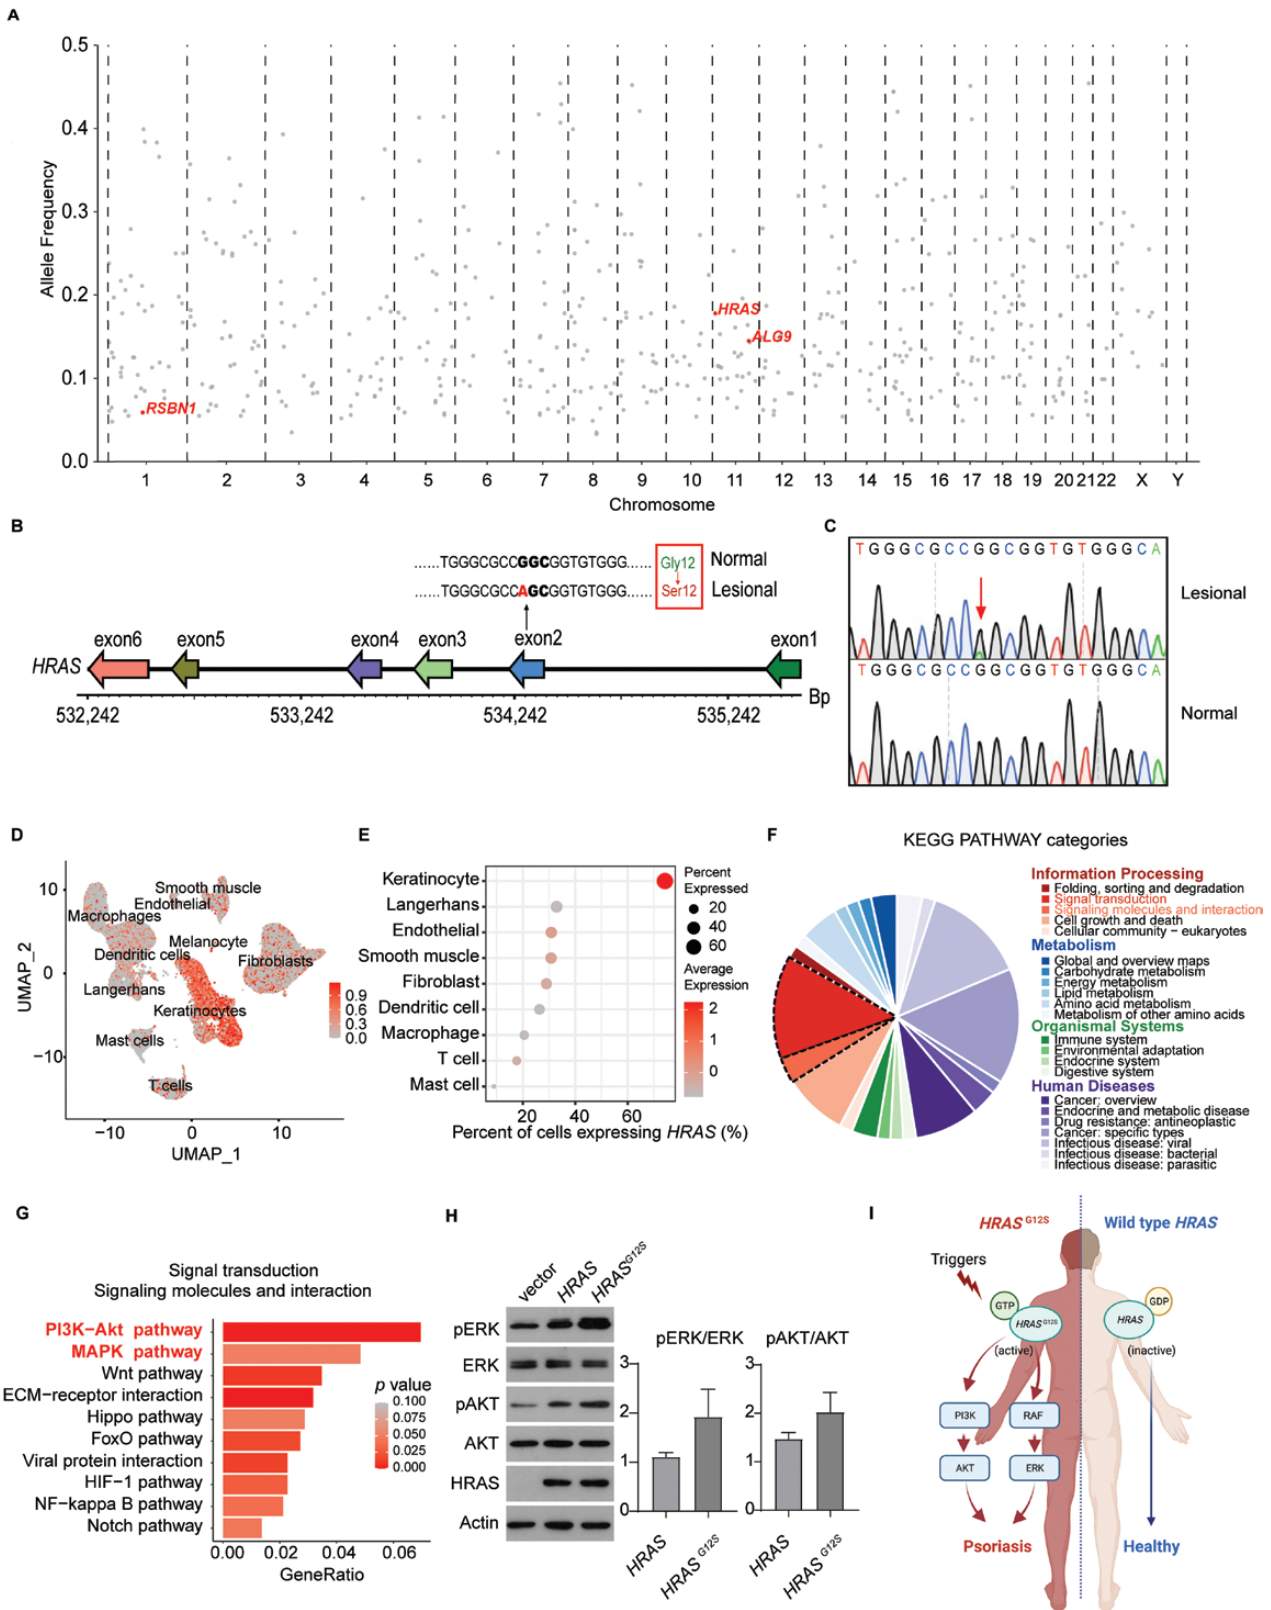 A
0.5
0.4
0.3
0.2
0.1
0.0
Allele Frequency
HRAS
ALG9
RSBN1
1 2 3 4 5 6 7 8 9 10 11 12 13 14 15 16 17 18 19 20 21 22 X Y
Chromosome
B
......TGGGCGCCGGCGGTGTGGG...... Gly12 Normal
......TGGGCGCCAGCGGTGTGGG...... Ser12 Lesional
exon6 exon5 exon4 exon3 exon2 exon1
HRAS
Bp
532,242 533,242 534,242 535,242
C
T G G G C G C C G G C G G T G T G G G C A
Lesional
T G G G C G C C G G C G G T G T G G G C A
Normal
D
10
0
−10
UMAP_2
Smooth muscle
Endothelial
Macrophages
Melanocyte
Dendritic cells
Fibroblasts
Langerhans
Keratinocytes
Mast cells
T cells
0.9
0.6
0.3
0.0
−10 0 10
UMAP_1
E
Keratinocyte
Langerhans
Endothelial
Smooth muscle
Fibroblast
Dendritic cell
Macrophage
T cell
Mast cell
20 40 60
Percent of cells expressing HRAS (%)
Percent
Expressed
20
40
60
Average
Expression
2
1
0
F
KEGG PATHWAY categories
Information Processing
Folding, sorting and degradation
Signal transduction
Signaling molecules and interaction
Cell growth and death
Cellular community − eukaryotes
Metabolism
Global and overview maps
Carbohydrate metabolism
Energy metabolism
Lipid metabolism
Amino acid metabolism
Metabolism of other amino acids
Organismal Systems
Immune system
Environmental adaptation
Endocrine system
Digestive system
Human Diseases
Cancer: overview
Endocrine and metabolic disease
Drug resistance: antineoplastic
Cancer: specific types
Infectious disease: viral
Infectious disease: bacterial
Infectious disease: parasitic
G
Signal transduction
Signaling molecules and interaction
PI3K−Akt pathway
MAPK pathway
Wnt pathway
ECM−receptor interaction
Hippo pathway
FoxO pathway
Viral protein interaction
HIF−1 pathway
NF−kappa B pathway
Notch pathway
p value
0.100
0.075
0.050
0.025
0.000
0.00 0.02 0.04 0.06
GeneRatio
H
vector HRAS HRASG12S
pERK
ERK
pAKT
AKT
HRAS
Actin
pERK/ERK
3
2
1
0
HRAS HRAS G12S
pAKT/AKT
3
2
1
0
HRAS HRAS G12S
I
HRAS G12S Wild type HRAS
Triggers
GTP
HRAS G12S
(active)
GDP
HRAS
(inactive)
PI3K RAF
AKT ERK
Psoriasis Healthy